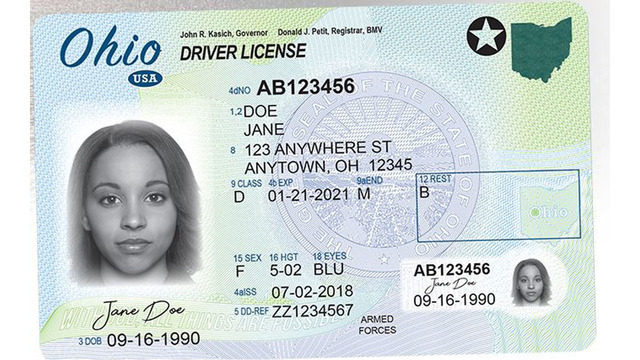 Ohio
USA
John R. Kasich, Governor Donald J. Petit, Registrar, BMV
DRIVER LICENSE
4dNO AB123456
1,2 DOE
JANE
8 123 ANYWHERE ST
ANYTOWN, OH 12345
9 CLASS 4b EXP 9aEND 12 REST
D 01-21-2021 M B
Ohio
15 SEX 16 HGT 18 EYES
F 5-02 BLU
4aISS 07-02-2018
5 DD-REF ZZ1234567
ARMED
FORCES
AB123456
Jane Doe
09-16-1990
Jane Doe
3 DOB 09-16-1990
SEAL OF THE STATE OF OHIO